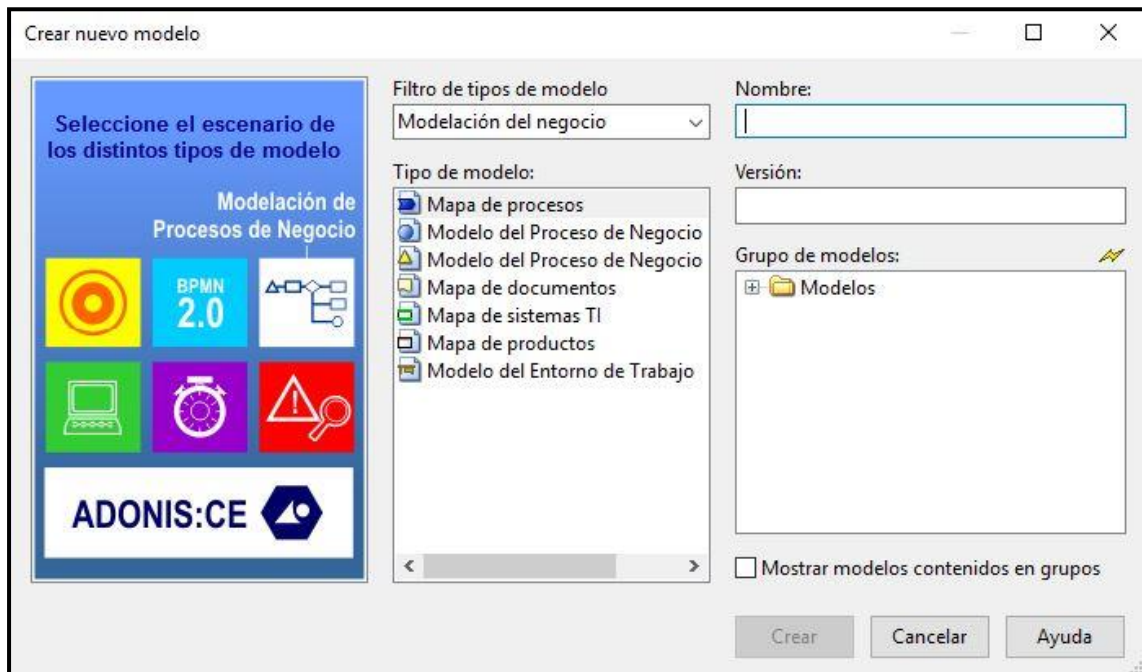 Crear nuevo modelo
Seleccione el escenario de
los distintos tipos de modelo
Modelación de
Procesos de Negocio
BPMN
2.0
ADONIS:CE
Filtro de tipos de modelo
Modelación del negocio
Tipo de modelo:
Mapa de procesos
Modelo del Proceso de Negocio
Modelo del Proceso de Negocio
Mapa de documentos
Mapa de sistemas TI
Mapa de productos
Modelo del Entorno de Trabajo
Nombre:
Versión:
Grupo de modelos:
Modelos
Mostrar modelos contenidos en grupos
Crear
Cancelar
Ayuda